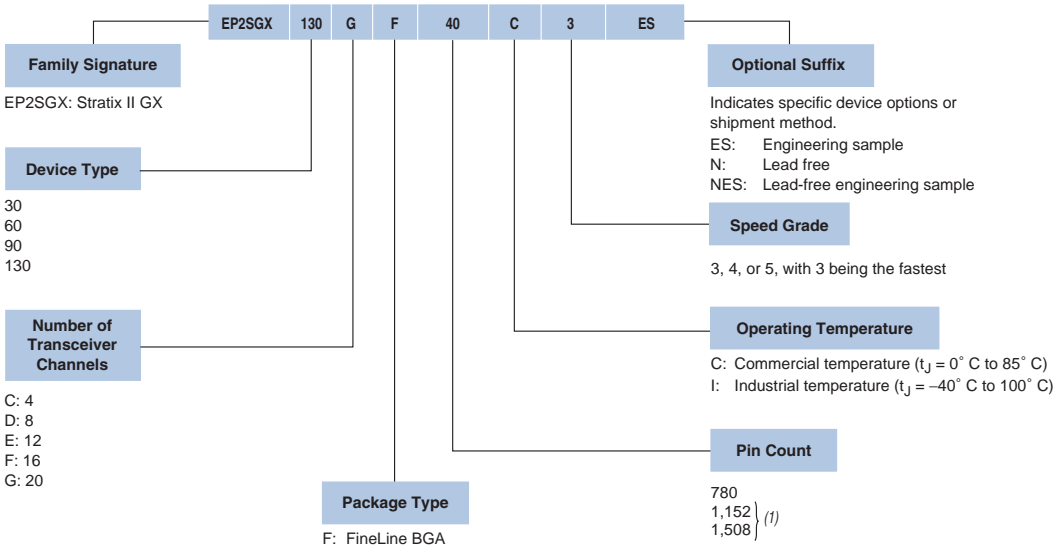 EP2SGX 130 G F 40 C 3 ES
Family Signature
EP2SGX: Stratix II GX
Device Type
30
60
90
130
Number of
Transceiver
Channels
C: 4
D: 8
E: 12
F: 16
G: 20
Package Type
F: FineLine BGA
Optional Suffix
Indicates specific device options or
shipment method.
ES: Engineering sample
N: Lead free
NES: Lead-free engineering sample
Speed Grade
3, 4, or 5, with 3 being the fastest
Operating Temperature
C: Commercial temperature (tJ = 0˚ C to 85˚ C)
I: Industrial temperature (tJ = –40˚ C to 100˚ C)
Pin Count
780
1,152
1,508
(1)